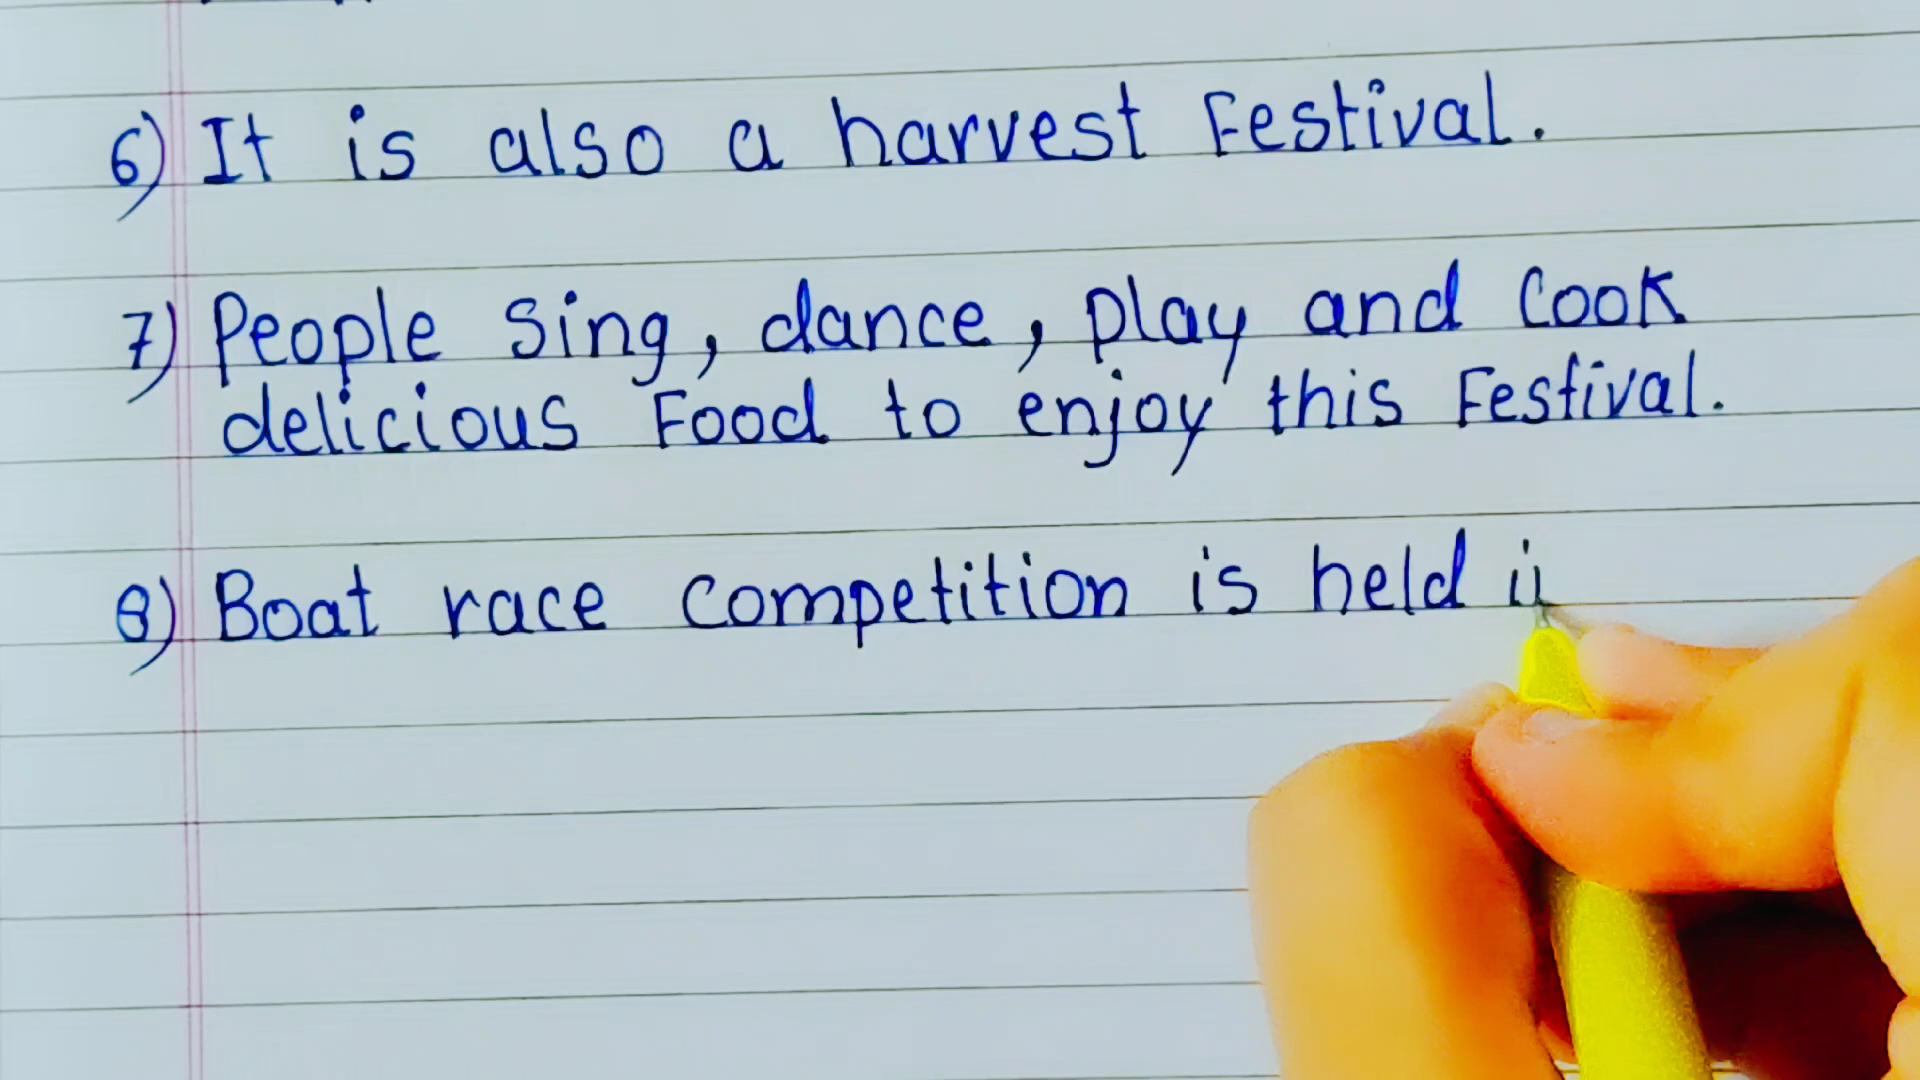 6) It is also a harvest Festival.
7) People sing, dance, play and cook
delicious Food to enjoy this Festival.
8) Boat race competition is held i